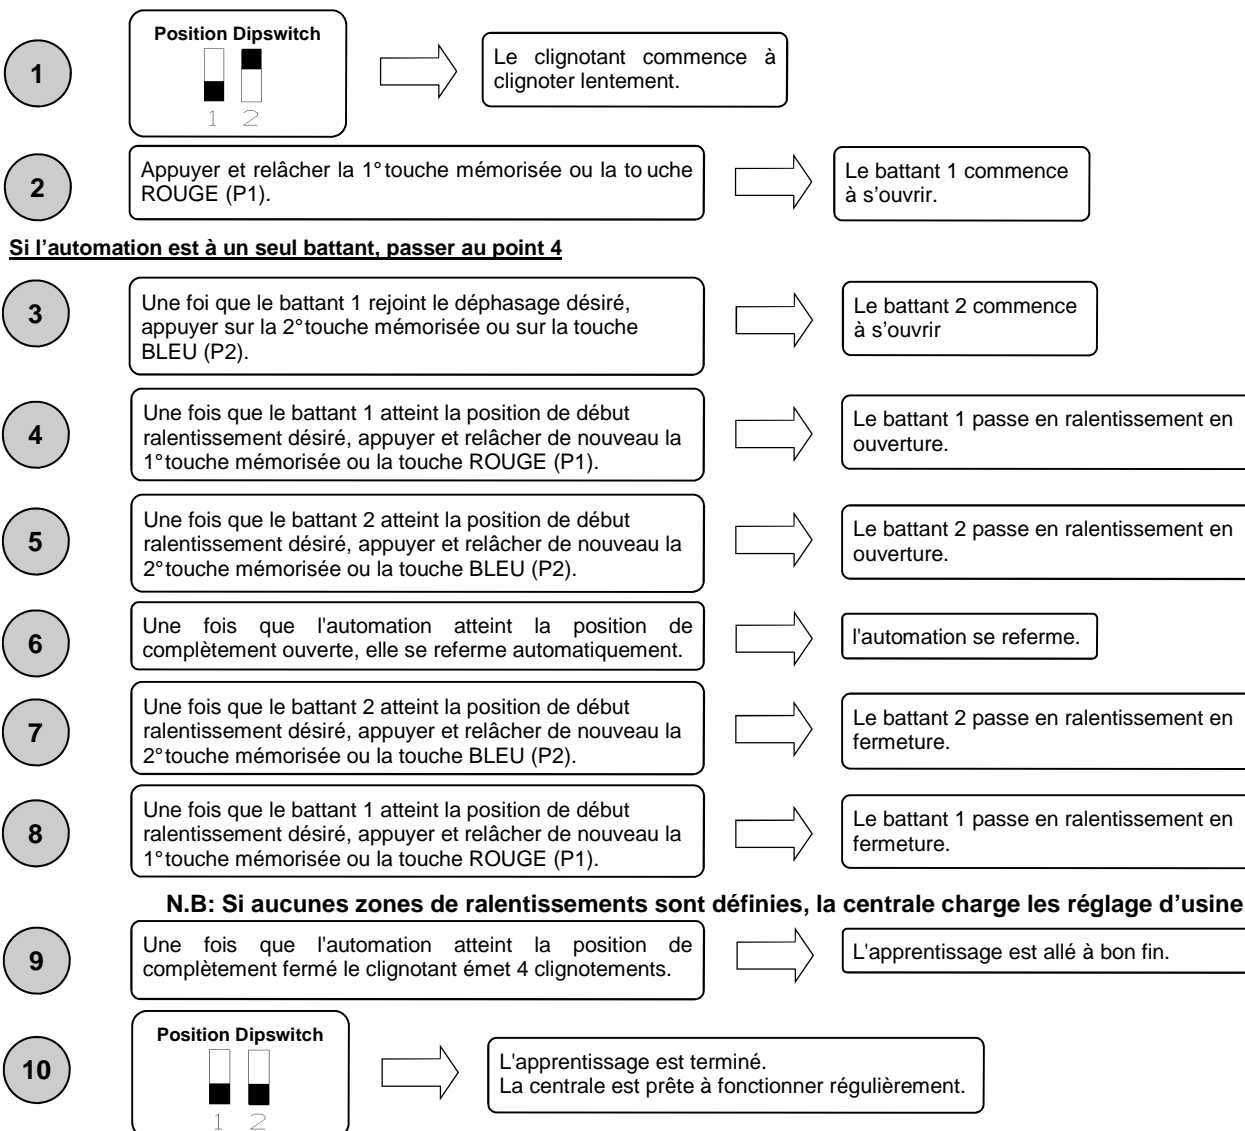 1
Position Dipswitch
1 2
Le clignotant commence à
clignoter lentement.
2
Appuyer et relâcher la 1° touche mémorisée ou la to uche
ROUGE (P1).
Le battant 1 commence
à s’ouvrir.
Si l’automation est à un seul battant, passer au point 4
3
Une foi que le battant 1 rejoint le déphasage désiré,
appuyer sur la 2° touche mémorisée ou sur la touche
BLEU (P2).
Le battant 2 commence
à s’ouvrir
4
Une fois que le battant 1 atteint la position de début
ralentissement désiré, appuyer et relâcher de nouveau la
1° touche mémorisée ou la touche ROUGE (P1).
Le battant 1 passe en ralentissement en
ouverture.
5
Une fois que le battant 2 atteint la position de début
ralentissement désiré, appuyer et relâcher de nouveau la
2° touche mémorisée ou la touche BLEU (P2).
Le battant 2 passe en ralentissement en
ouverture.
6
Une fois que l'automation atteint la position de
complètement ouverte, elle se referme automatiquement.
l'automation se referme.
7
Une fois que le battant 2 atteint la position de début
ralentissement désiré, appuyer et relâcher de nouveau la
2° touche mémorisée ou la touche BLEU (P2).
Le battant 2 passe en ralentissement en
fermeture.
8
Une fois que le battant 1 atteint la position de début
ralentissement désiré, appuyer et relâcher de nouveau la
1° touche mémorisée ou la touche ROUGE (P1).
Le battant 1 passe en ralentissement en
fermeture.
N.B: Si aucunes zones de ralentissements sont définies, la centrale charge les réglage d’usine
9
Une fois que l'automation atteint la position de
complètement fermé le clignotant émet 4 clignotements.
L'apprentissage est allé à bon fin.
10
Position Dipswitch
1 2
L'apprentissage est terminé.
La centrale est prête à fonctionner régulièrement.